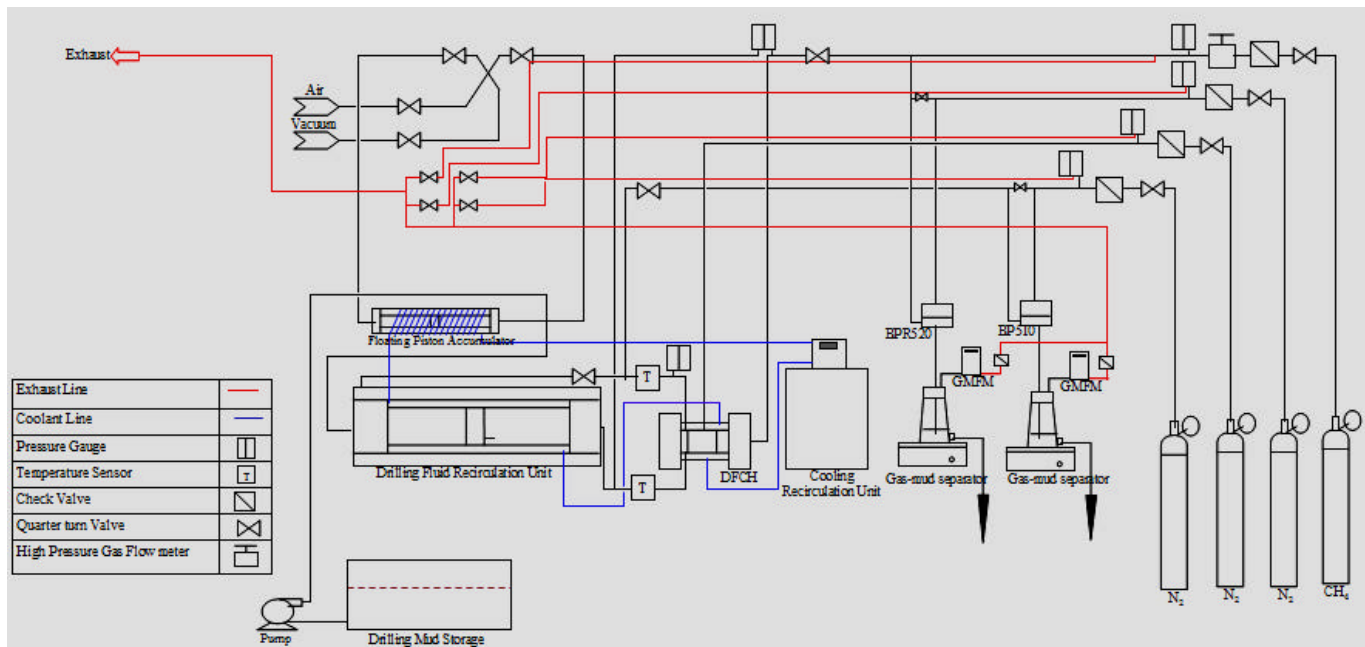 Exhaust
Air
Vacuum
Floating Piston Accumulator
BPR520
BP510
GMFM
GMFM
T
Exhaust Line
Coolant Line
Pressure Gauge
Temperature Sensor
T
Check Valve
Quarter turn Valve
High Pressure Gas Flow meter
Drilling Fluid Recirculation Unit
T
DFCH
Cooling
Recirculation Unit
Gas-mud separator
Gas-mud separator
N2
N2
N2
CH4
Pump
Drilling Mud Storage